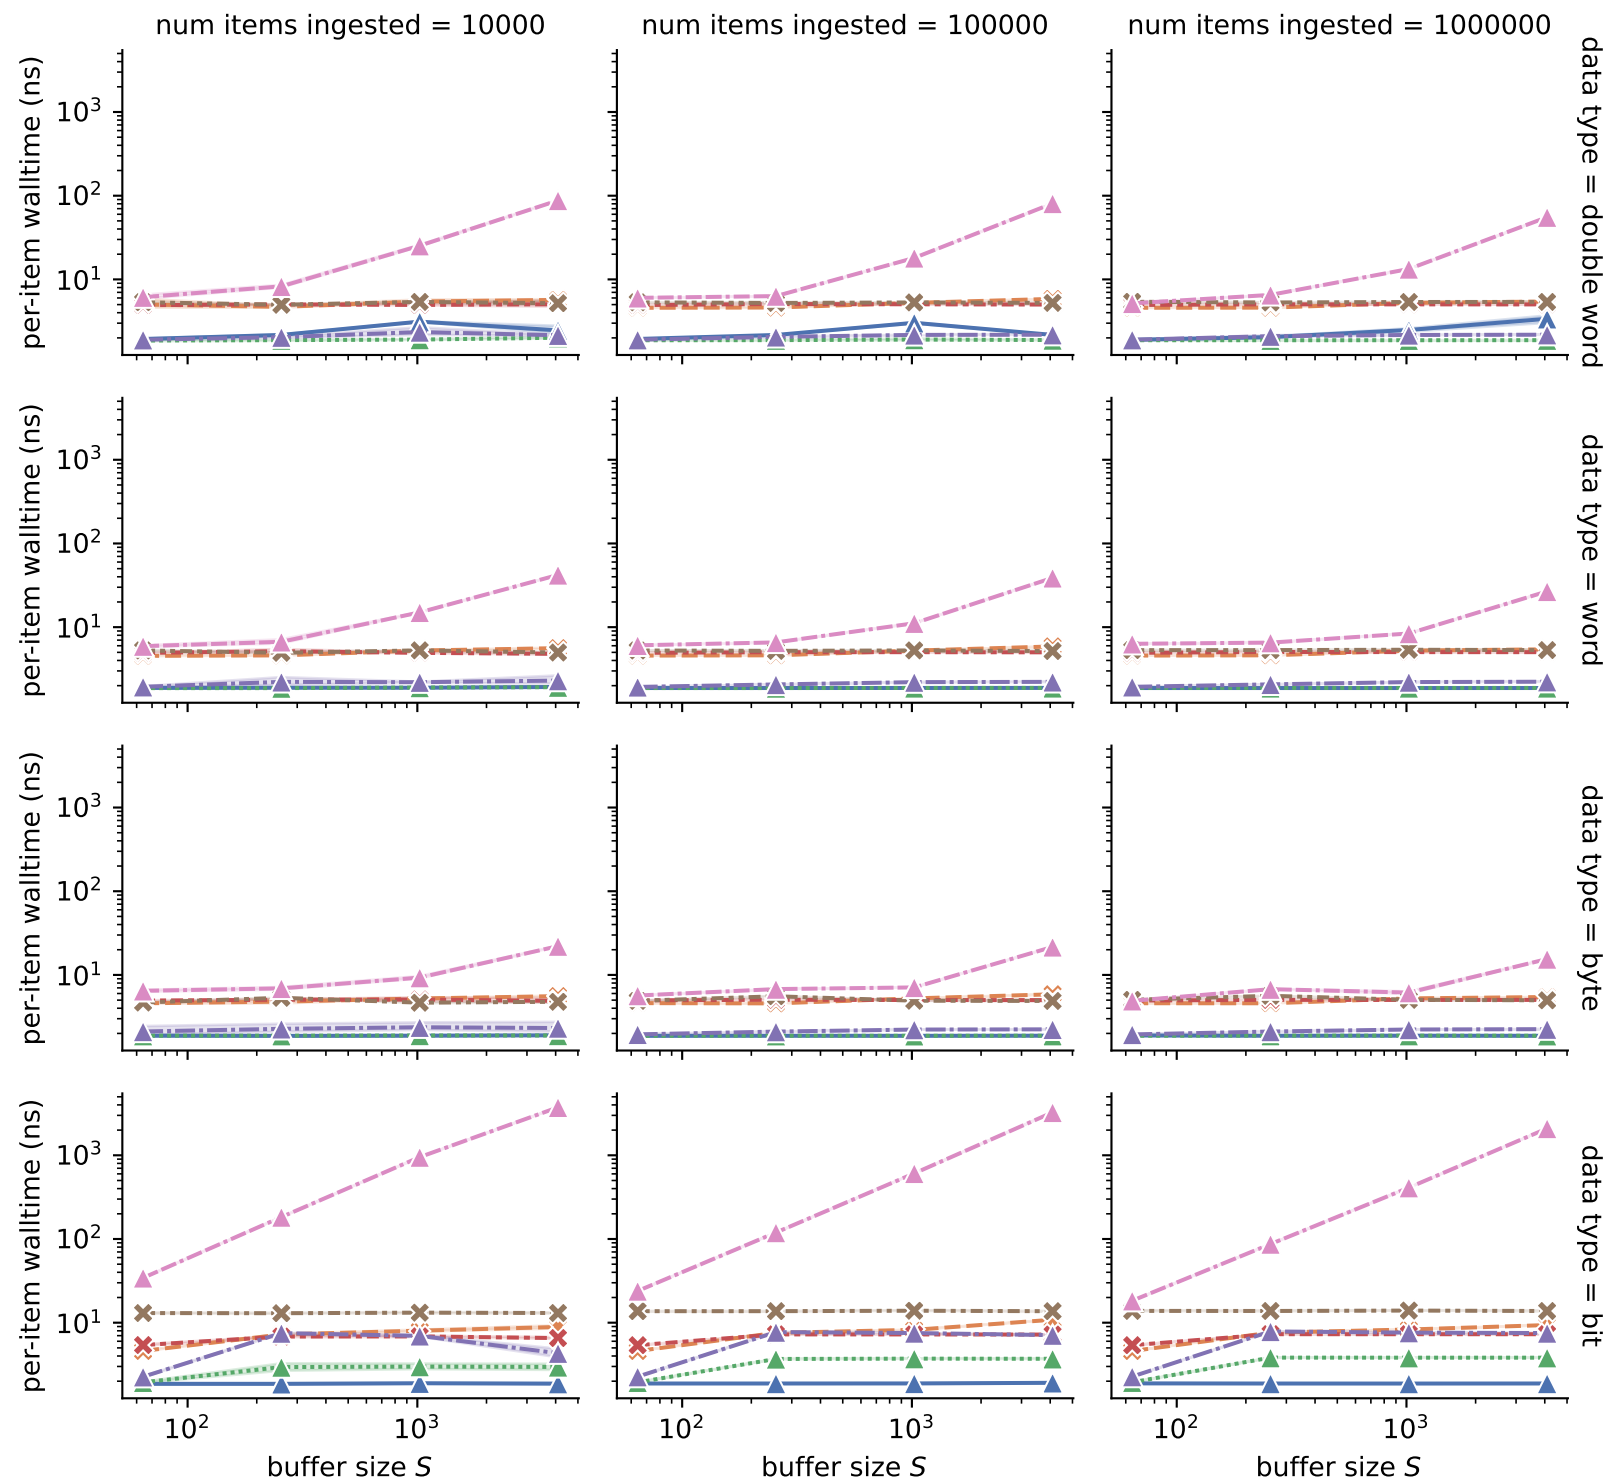 num items ingested = 10000
num items ingested = 100000
num items ingested = 1000000
per-item walltime (ns)
10³
10²
10¹
data type = double word
per-item walltime (ns)
10³
10²
10¹
data type = word
per-item walltime (ns)
10³
10²
10¹
data type = byte
per-item walltime (ns)
10³
10²
10¹
data type = bit
10² 10³
10² 10³
10² 10³
buffer size S
buffer size S
buffer size S